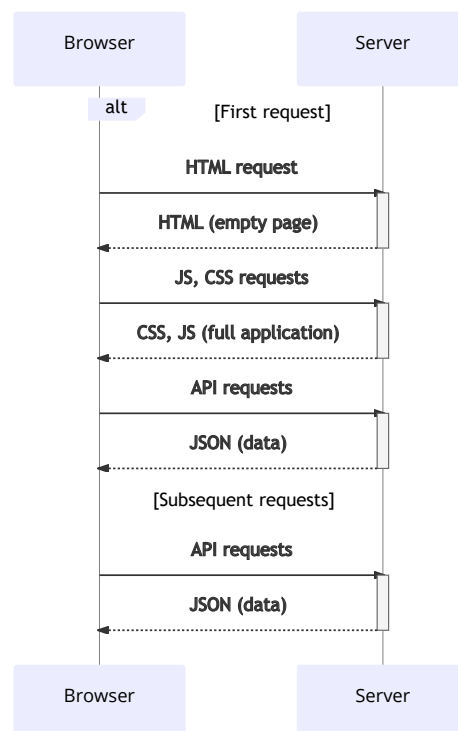 Browser Server
alt [First request]
HTML request
HTML (empty page)
JS, CSS requests
CSS, JS (full application)
API requests
JSON (data)
[Subsequent requests]
API requests
JSON (data)
Browser Server